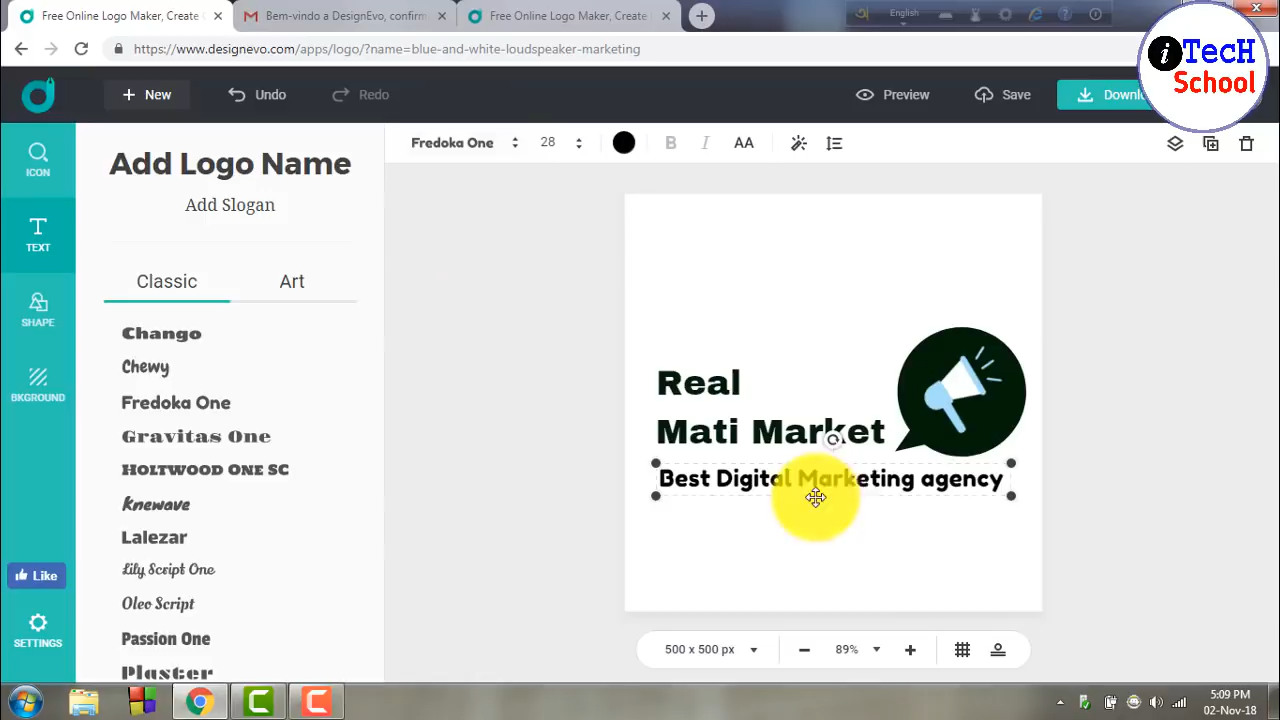 Free Online Logo Maker, Create
Bem-vindo a DesignEvo, confirm
Free Online Logo Maker, Create
English
https://www.designevo.com/apps/logo/?name=blue-and-white-loudspeaker-marketing
i TecH
School
New
Undo
Redo
Preview
Save
Downl
ICON
TEXT
SHAPE
BKGROUND
Like
SETTINGS
Add Logo Name
Add Slogan
Classic
Art
Chango
Chewy
Fredoka One
Gravitas One
HOLTWOOD ONE SC
Knewave
Lalezar
Lily Script One
Oleo Script
Passion One
Plaster
Fredoka One
28
B
I
AA
Real
Mati Market
Best Digital Marketing agency
500 x 500 px
89%
5:09 PM
02-Nov-18